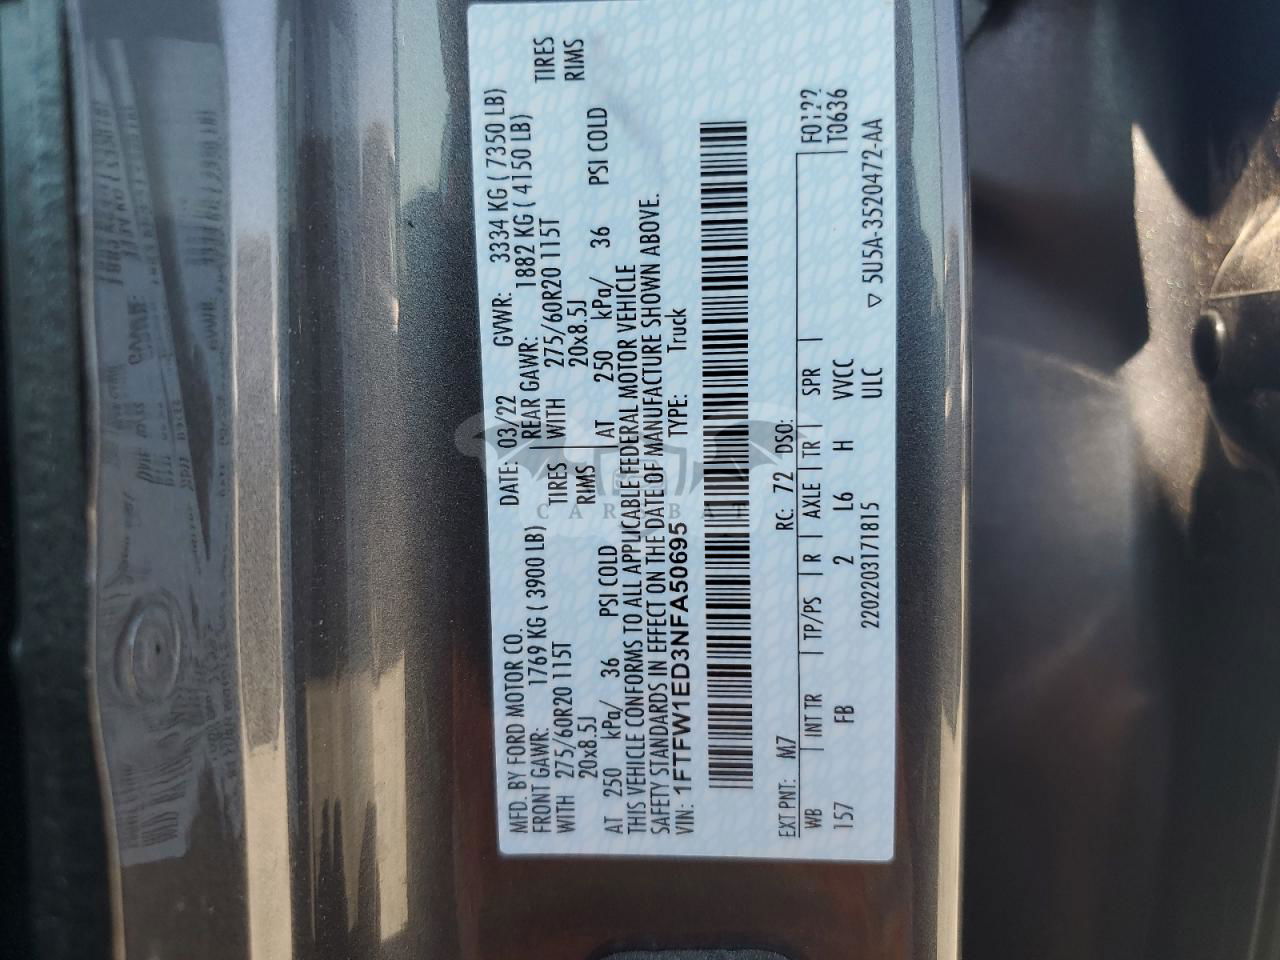 MFD. BY FORD MOTOR CO.
DATE: 03/22 GVWR: 3334 KG ( 7350 LB)
FRONT GAWR: 1769 KG ( 3900 LB) REAR GAWR: 1882 KG ( 4150 LB)
WITH 275/60R20 115T TIRES WITH 275/60R20 115T TIRES
20x8.5J RIMS 20x8.5J RIMS
AT 250 kPa/ 36 PSI COLD AT 250 kPa/ 36 PSI COLD
THIS VEHICLE CONFORMS TO ALL APPLICABLE FEDERAL MOTOR VEHICLE
SAFETY STANDARDS IN EFFECT ON THE DATE OF MANUFACTURE SHOWN ABOVE.
VIN: 1FTFW1ED3NFA50695 TYPE: Truck
EXT PNT: M7 RC: 72 DSO:
WB INT TR TP/PS R AXLE TR SPR
157 FB 2 L6 H VVCC
T0636
2202203171815 ULC
▽ 5U5A-3520472-AA
CARBAT